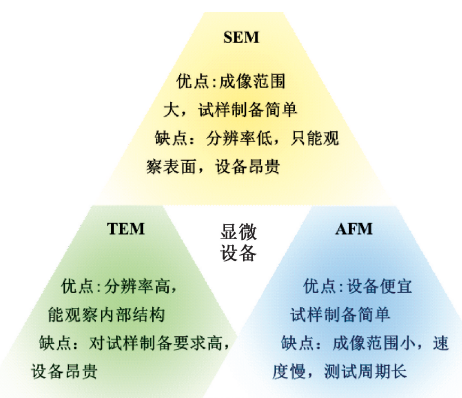 SEM
优点:成像范围
大，试样制备简单
缺点：分辨率低，只能观
察表面，设备昂贵
TEM
优点:分辨率高，
能观察内部结构
缺点：对试样制备要求高，
设备昂贵
显微
设备
AFM
优点:设备便宜
试样制备简单
缺点：成像范围小，速
度慢，测试周期长